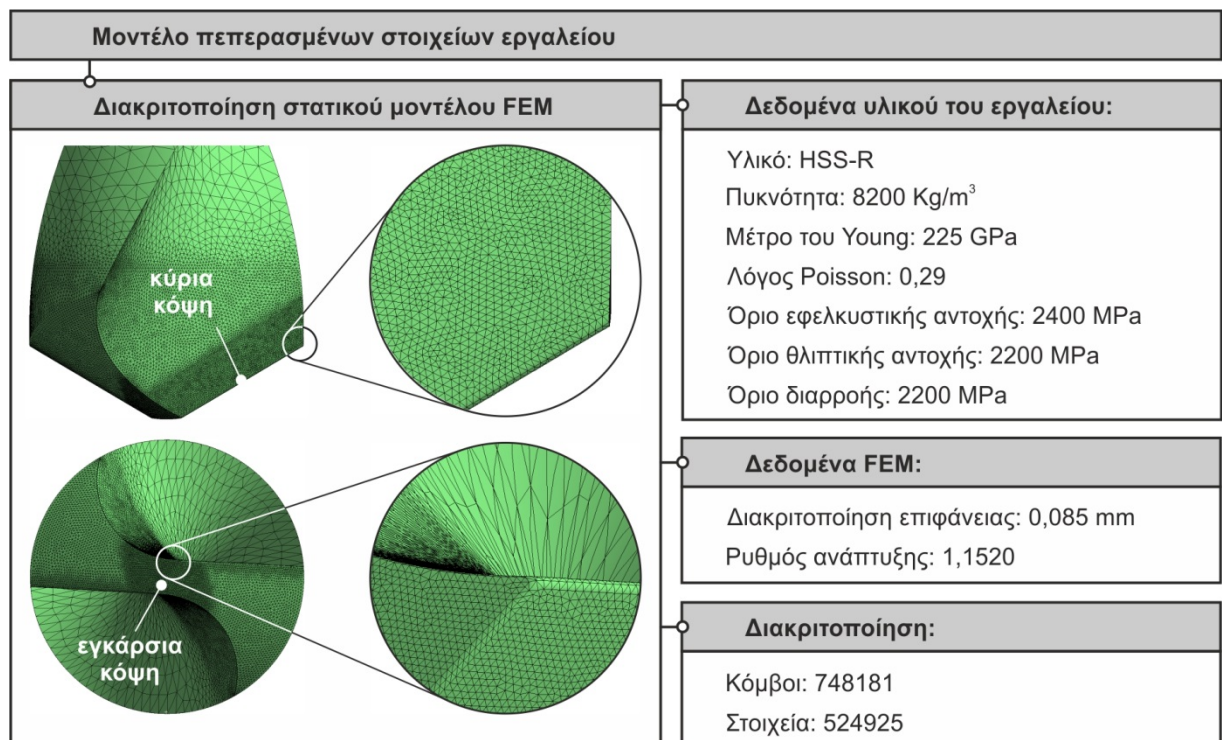 Μοντέλο πεπερασμένων στοιχείων εργαλείου
Διακριτοποίηση στατικού μοντέλου FEM
κύρια
κόψη
εγκάρσια
κόψη
Δεδομένα υλικού του εργαλείου:
Υλικό: HSS-R
Πυκνότητα: 8200 Kg/m³
Μέτρο του Young: 225 GPa
Λόγος Poisson: 0,29
Όριο εφελκυστικής αντοχής: 2400 MPa
Όριο θλιπτικής αντοχής: 2200 MPa
Όριο διαρροής: 2200 MPa
Δεδομένα FEM:
Διακριτοποίηση επιφάνειας: 0,085 mm
Ρυθμός ανάπτυξης: 1,1520
Διακριτοποίηση:
Κόμβοι: 748181
Στοιχεία: 524925